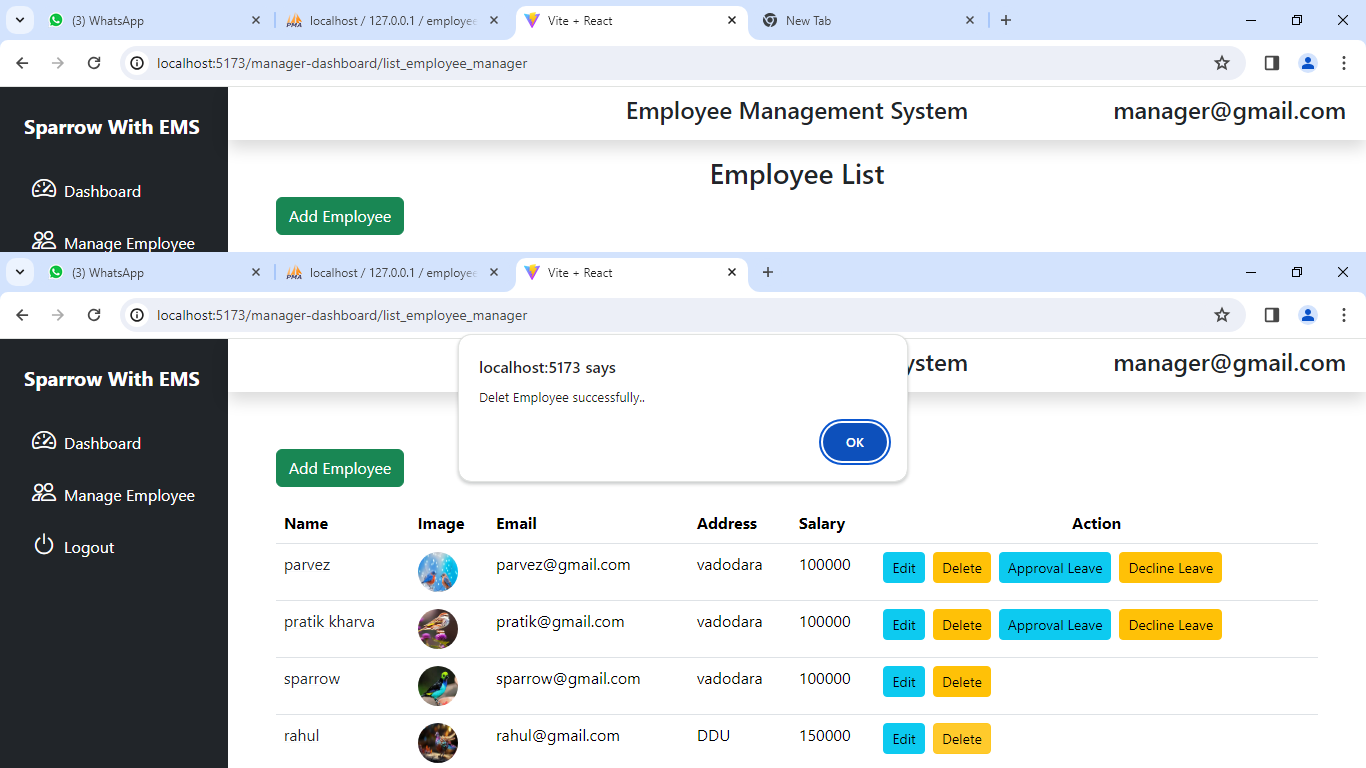 (3) WhatsApp
localhost / 127.0.0.1 / employee
Vite + React
New Tab
localhost:5173/manager-dashboard/list_employee_manager
Sparrow With EMS
Employee Management System
manager@gmail.com
Dashboard
Employee List
Add Employee
Manage Employee
(3) WhatsApp
localhost / 127.0.0.1 / employee
Vite + React
localhost:5173/manager-dashboard/list_employee_manager
Sparrow With EMS
ystem
manager@gmail.com
localhost:5173 says
Delet Employee successfully..
OK
Dashboard
Add Employee
Manage Employee
Logout
Name Image Email Address Salary Action
parvez parvez@gmail.com vadodara 100000 Edit Delete Approval Leave Decline Leave
pratik kharva pratik@gmail.com vadodara 100000 Edit Delete Approval Leave Decline Leave
sparrow sparrow@gmail.com vadodara 100000 Edit Delete
rahul rahul@gmail.com DDU 150000 Edit Delete